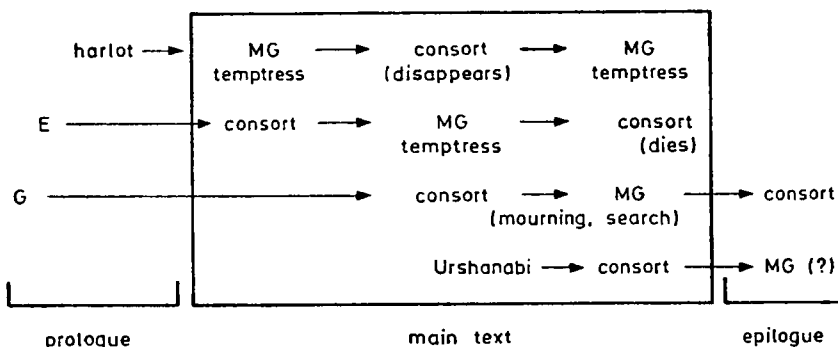 harlot MG consort MG
temptress (disappears) temptress
E consort MG consort
temptress (dies)
G consort MG consort
(mourning, search)
Urshanabi consort MG (?)
prologue main text epilogue